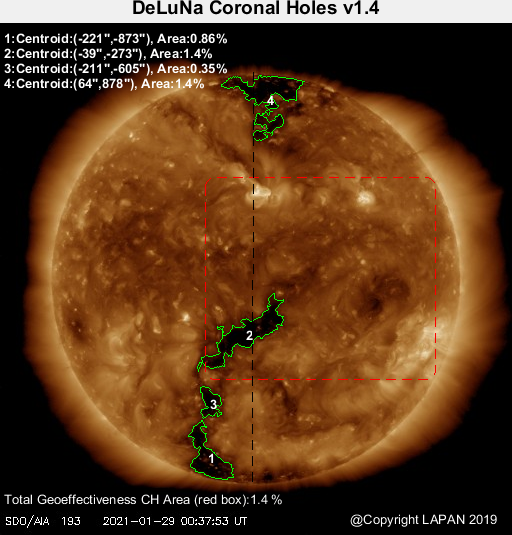 DeLuNa Coronal Holes v1.4
1:Centroid:(-221",-873"), Area:0.86%
2:Centroid:(-39",-273"), Area:1.4%
3:Centroid:(-211",-605"), Area:0.35%
4:Centroid:(64",878"), Area:1.4%
4
2
3
1
Total Geoeffectiveness CH Area (red box):1.4 %
SDO/AIA 193 2021-01-29 00:37:53 UT
@Copyright LAPAN 2019